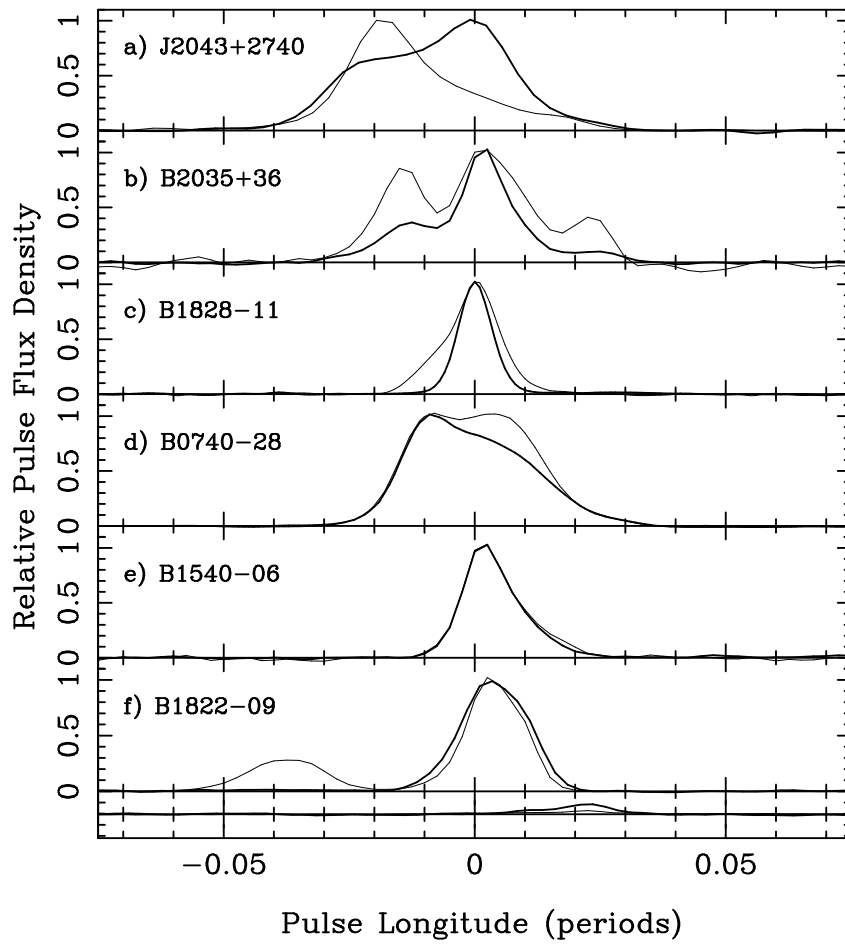 a) J2043+2740
b) B2035+36
c) B1828−11
d) B0740−28
e) B1540−06
f) B1822−09
1
0.5
0
1
0.5
0
1
0.5
0
1
0.5
0
1
0.5
0
1
0.5
0
Relative Pulse Flux Density
−0.05 0 0.05
Pulse Longitude (periods)